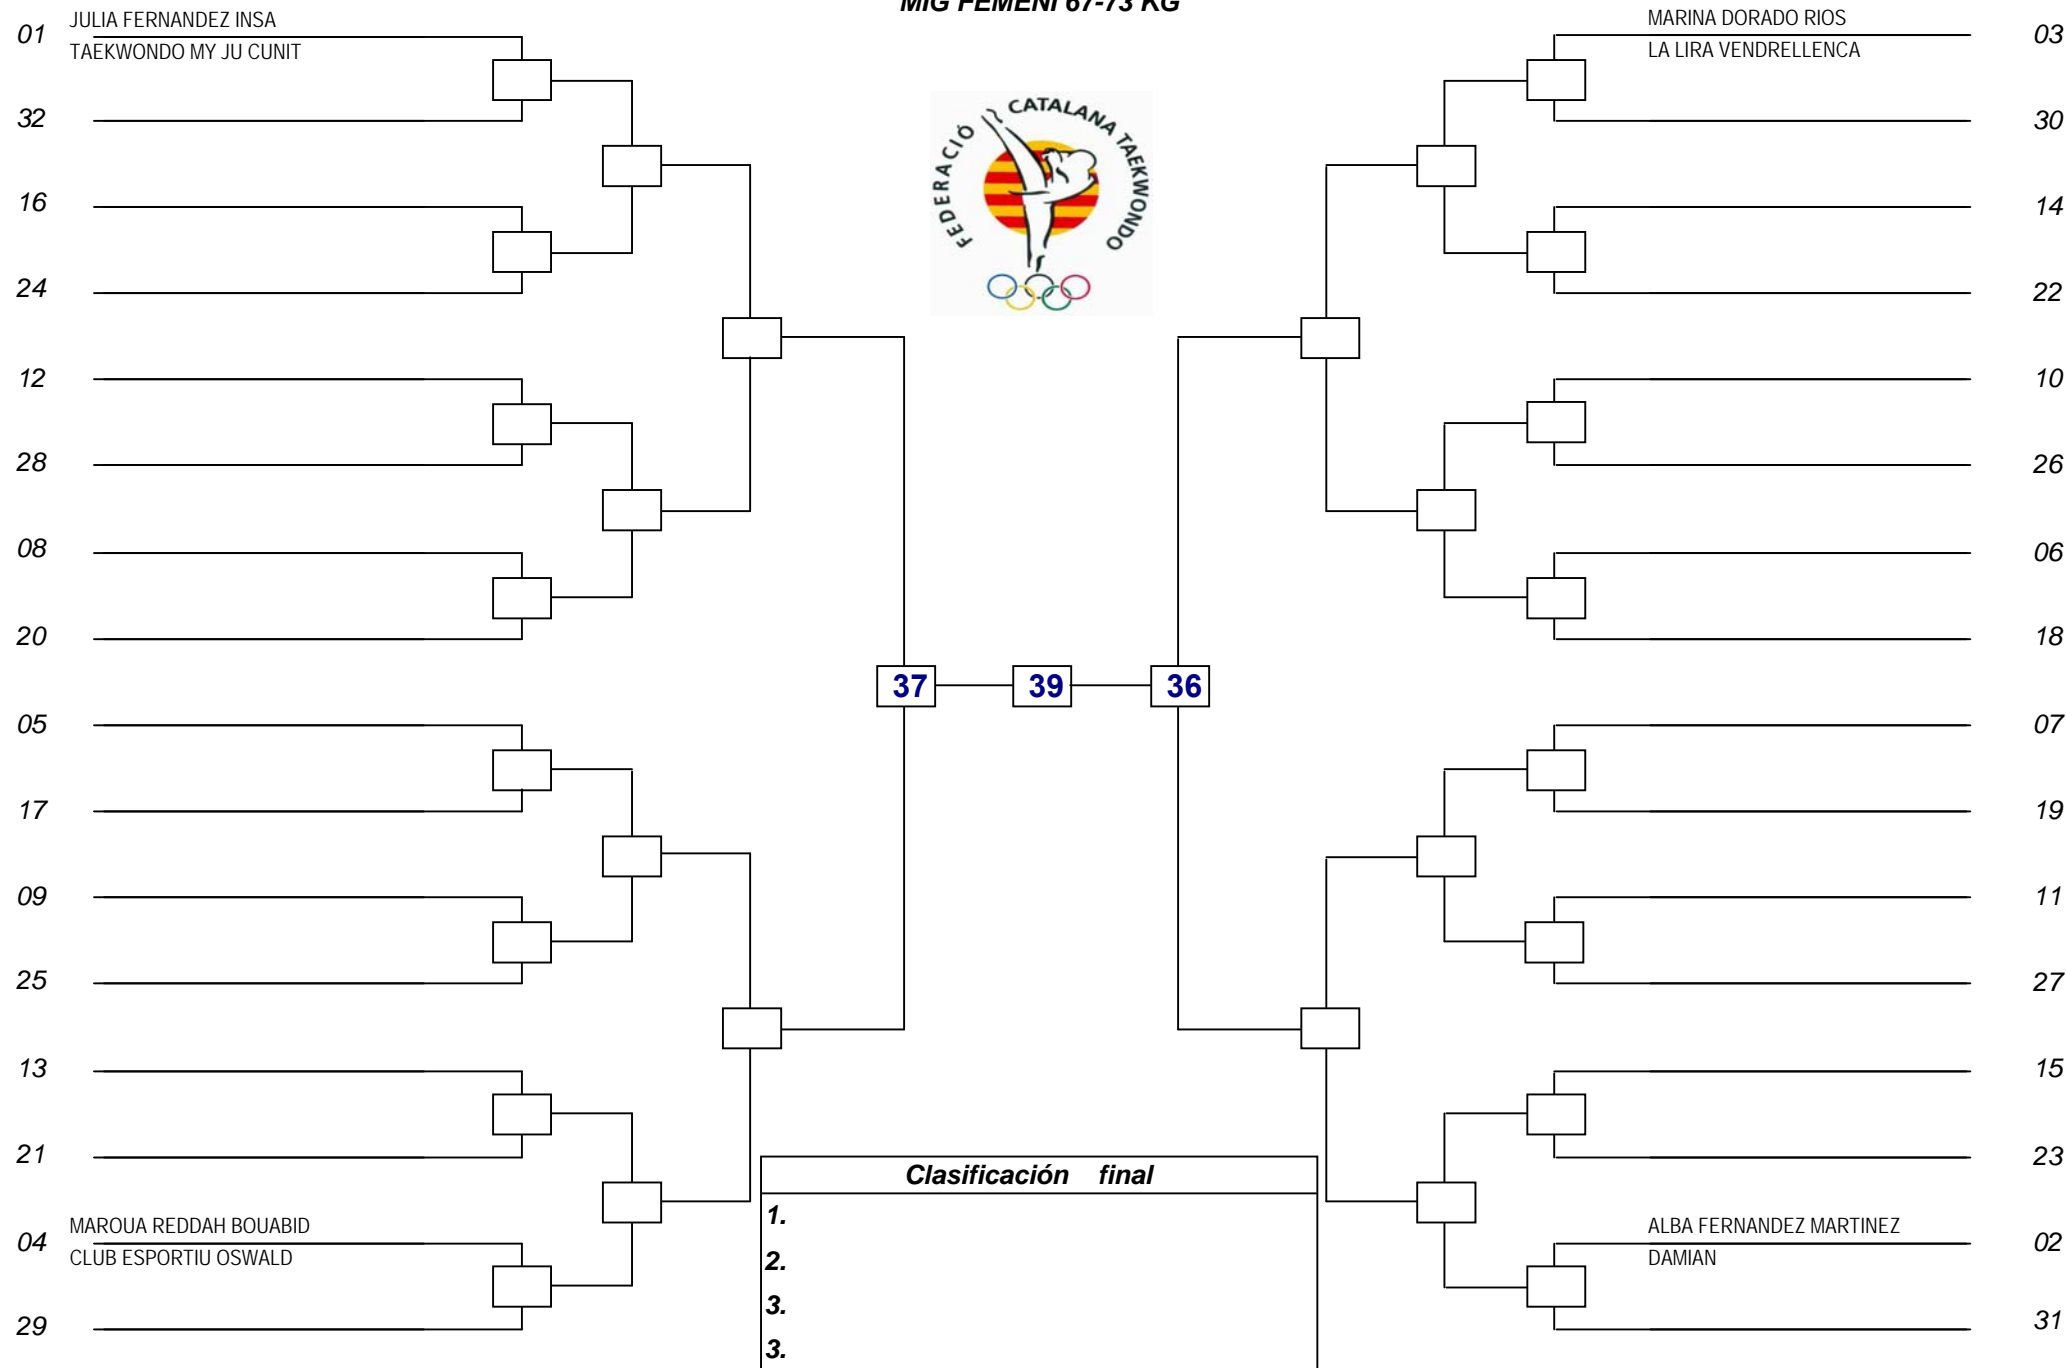 MIG FEMENI 67-73 KG
01 JULIA FERNANDEZ INSA
TAEKWONDO MY JU CUNIT
32
16
24
12
28
08
20
05
17
09
25
13
21
04 MAROUA REDDAH BOUABID
CLUB ESPORTIU OSWALD
29
FEDERACIÓ CATALANA TAEKWONDO
37 39 36
MARINA DORADO RIOS 03
LA LIRA VENDRELLENCA
30
14
22
10
26
06
18
07
19
11
27
15
23
ALBA FERNANDEZ MARTINEZ 02
DAMIAN
31
Clasificación final
1.
2.
3.
3.